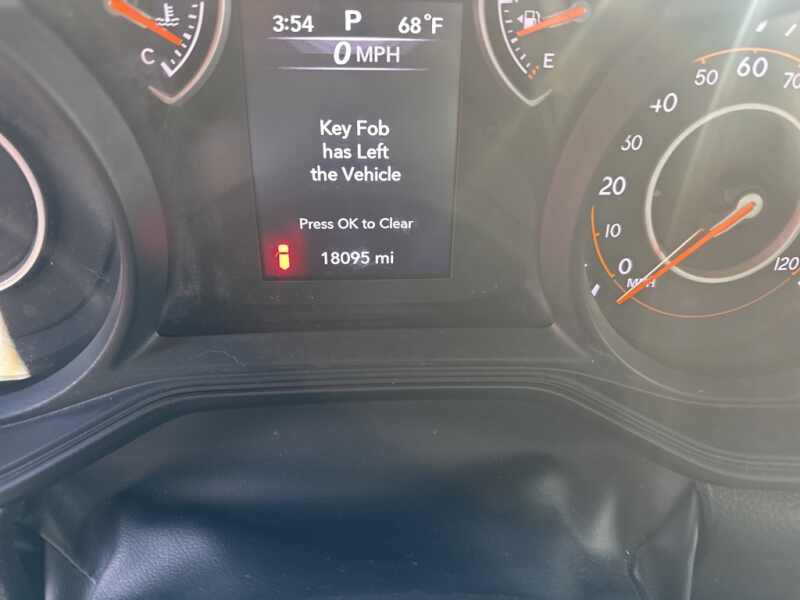 3:54 P 68°F
0 MPH
Key Fob
has Left
the Vehicle
Press OK to Clear
18095 mi
C
E
0
10
20
30
40
50
60
70
120
MPH